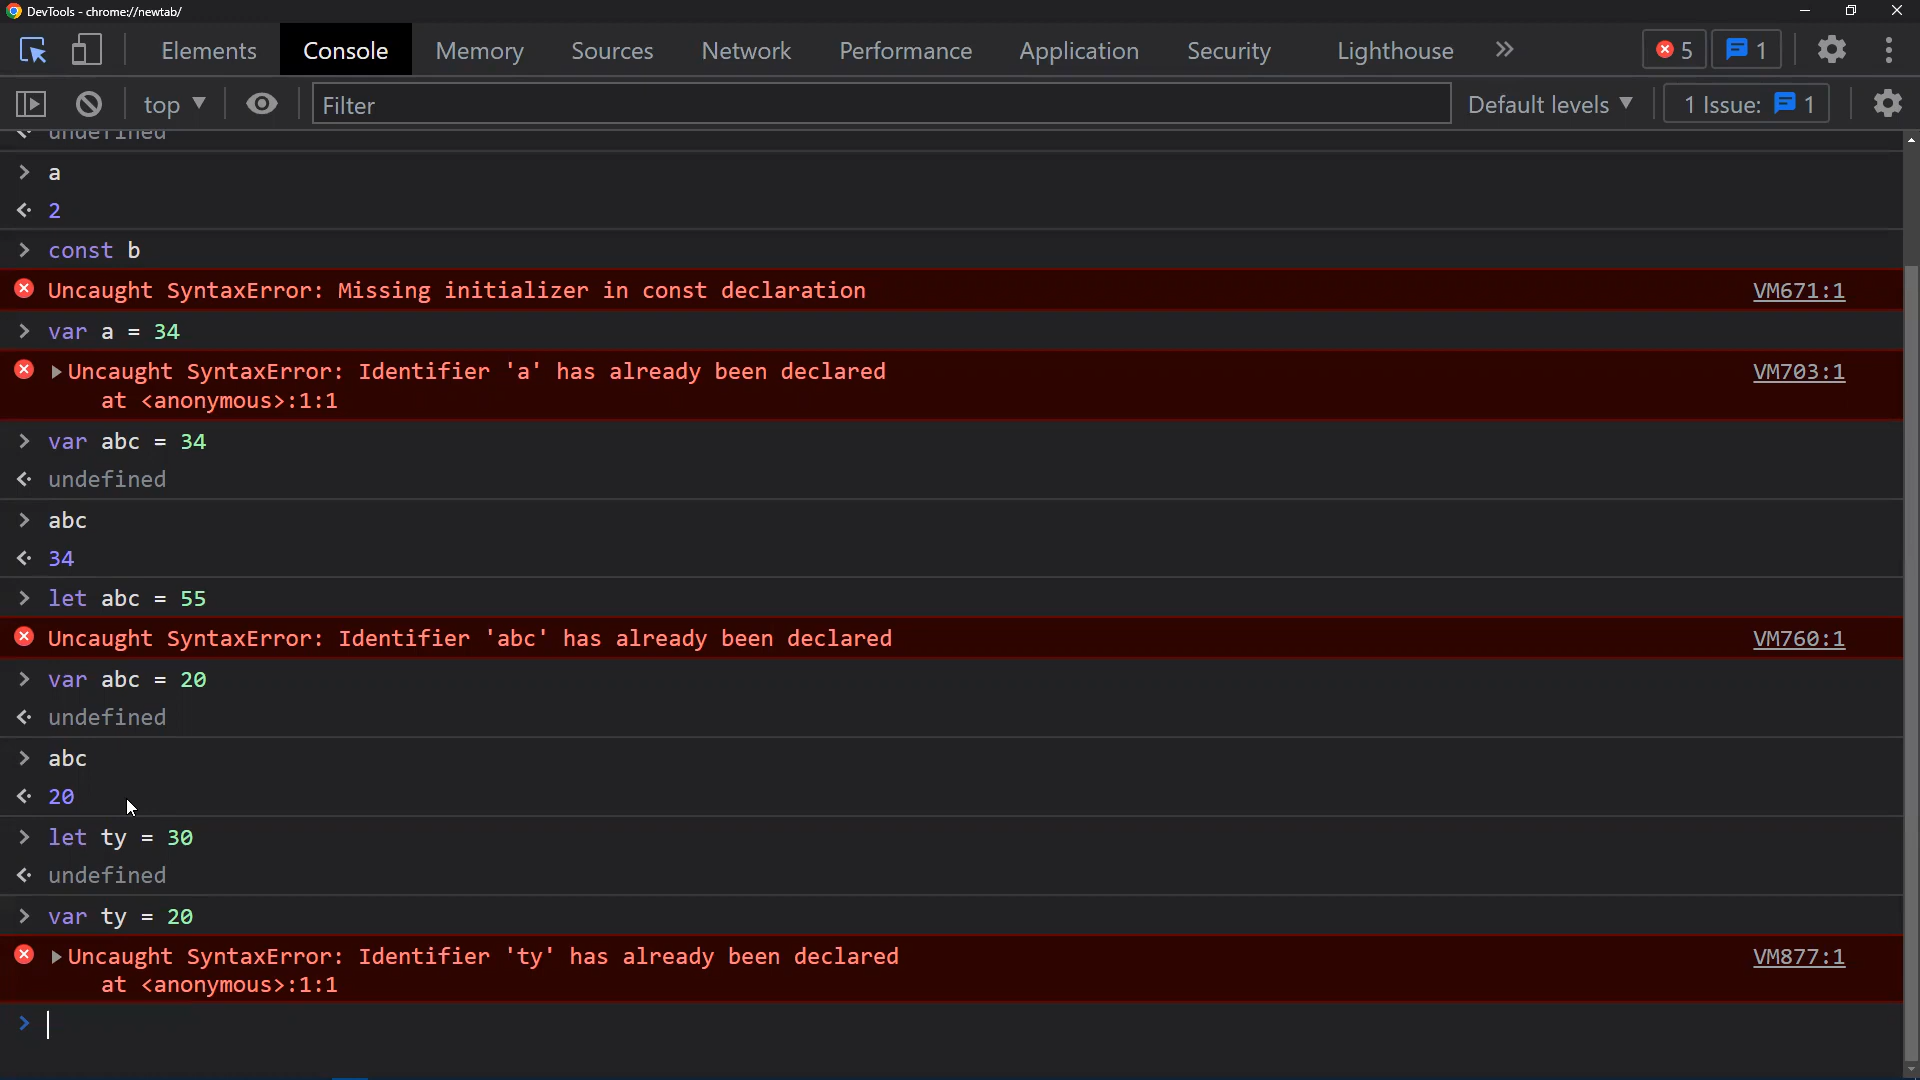 DevTools - chrome://newtab/
Elements Console Memory Sources Network Performance Application Security Lighthouse » 5 1
top ▼ Filter Default levels ▼ 1 Issue: 1
undefined
> a
2
> const b
Uncaught SyntaxError: Missing initializer in const declaration VM671:1
> var a = 34
▶Uncaught SyntaxError: Identifier 'a' has already been declared VM703:1
at <anonymous>:1:1
> var abc = 34
undefined
> abc
34
> let abc = 55
Uncaught SyntaxError: Identifier 'abc' has already been declared VM760:1
> var abc = 20
undefined
> abc
20
> let ty = 30
undefined
> var ty = 20
▶Uncaught SyntaxError: Identifier 'ty' has already been declared VM877:1
at <anonymous>:1:1
>